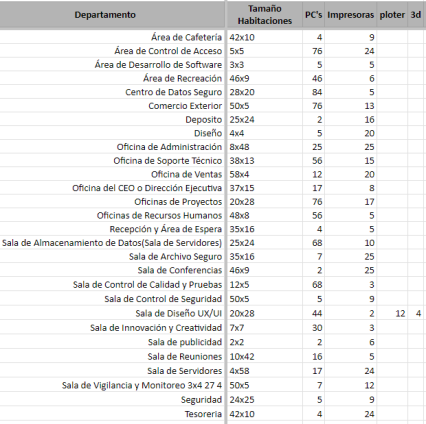 Departamento Tamaño Habitaciones PC's Impresoras ploter 3d
Área de Cafetería 42x10 4 9
Área de Control de Acceso 5x5 76 24
Área de Desarrollo de Software 3x3 5 5
Área de Recreación 46x9 46 6
Centro de Datos Seguro 28x20 84 5
Comercio Exterior 50x5 76 13
Deposito 25x24 2 16
Diseño 4x4 5 20
Oficina de Administración 8x48 25 25
Oficina de Soporte Técnico 38x13 56 15
Oficina de Ventas 58x4 12 20
Oficina del CEO o Dirección Ejecutiva 37x15 17 8
Oficinas de Proyectos 20x28 76 17
Oficinas de Recursos Humanos 48x8 56 5
Recepción y Área de Espera 35x16 4 5
Sala de Almacenamiento de Datos(Sala de Servidores) 25x24 68 10
Sala de Archivo Seguro 35x16 7 25
Sala de Conferencias 46x9 2 25
Sala de Control de Calidad y Pruebas 12x5 68 3
Sala de Control de Seguridad 50x5 5 9
Sala de Diseño UX/UI 20x28 44 2 12 4
Sala de Innovación y Creatividad 7x7 30 3
Sala de publicidad 2x2 2 6
Sala de Reuniones 10x42 16 5
Sala de Servidores 4x58 17 24
Sala de Vigilancia y Monitoreo 3x4 27 4 50x5 7 12
Seguridad 24x25 5 9
Tesoreria 42x10 4 24